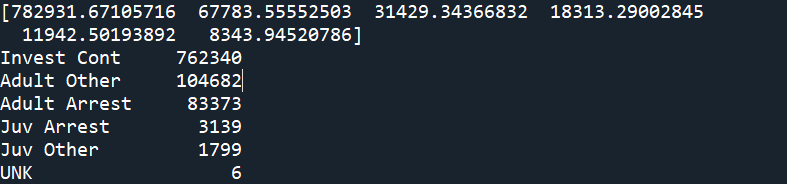 [782931.67105716 67783.55552503 31429.34366832 18313.29002845
11942.50193892 8343.94520786]
Invest Cont 762340
Adult Other 104682
Adult Arrest 83373
Juv Arrest 3139
Juv Other 1799
UNK 6